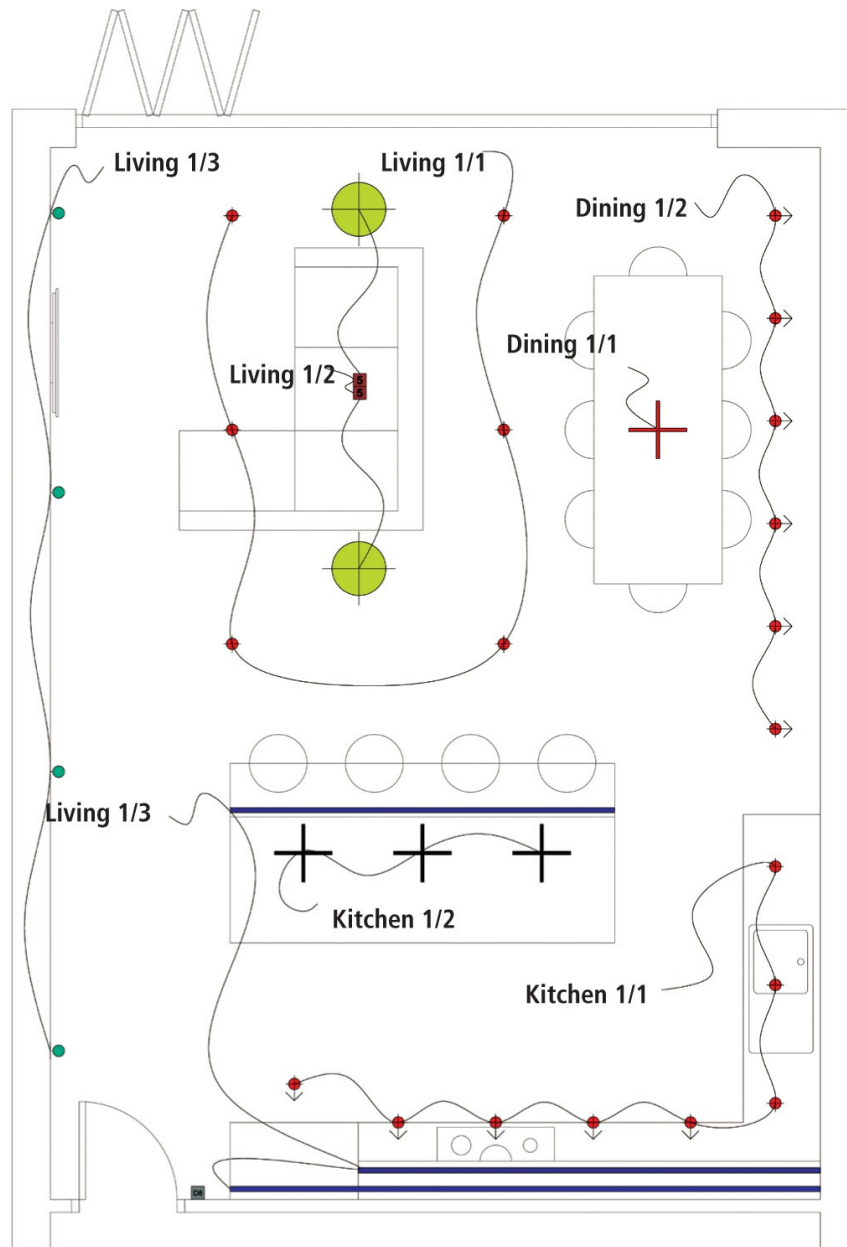 Living 1/3
Living 1/1
Dining 1/2
Dining 1/1
Living 1/2
S
S
Living 1/3
Kitchen 1/2
Kitchen 1/1